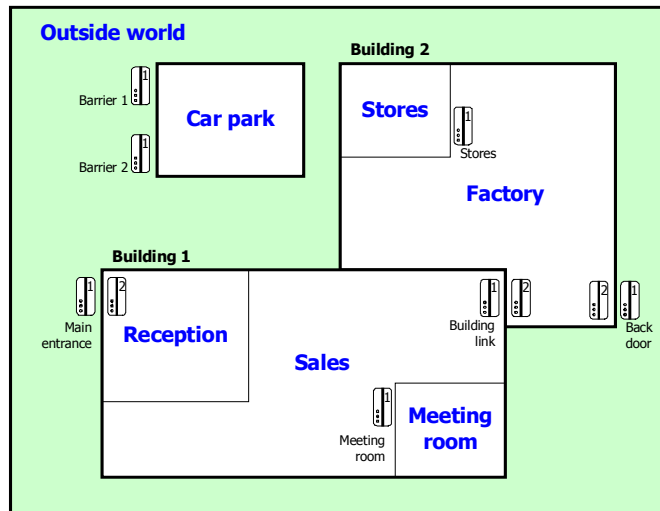 Outside world
Building 2
1
Barrier 1
Car park
Stores
1
Stores
1
Barrier 2
Factory
Building 1
1
2
Main
entrance
Reception
1
2
Building
link
2
1
Back
door
Sales
1
Meeting
room
Meeting
room